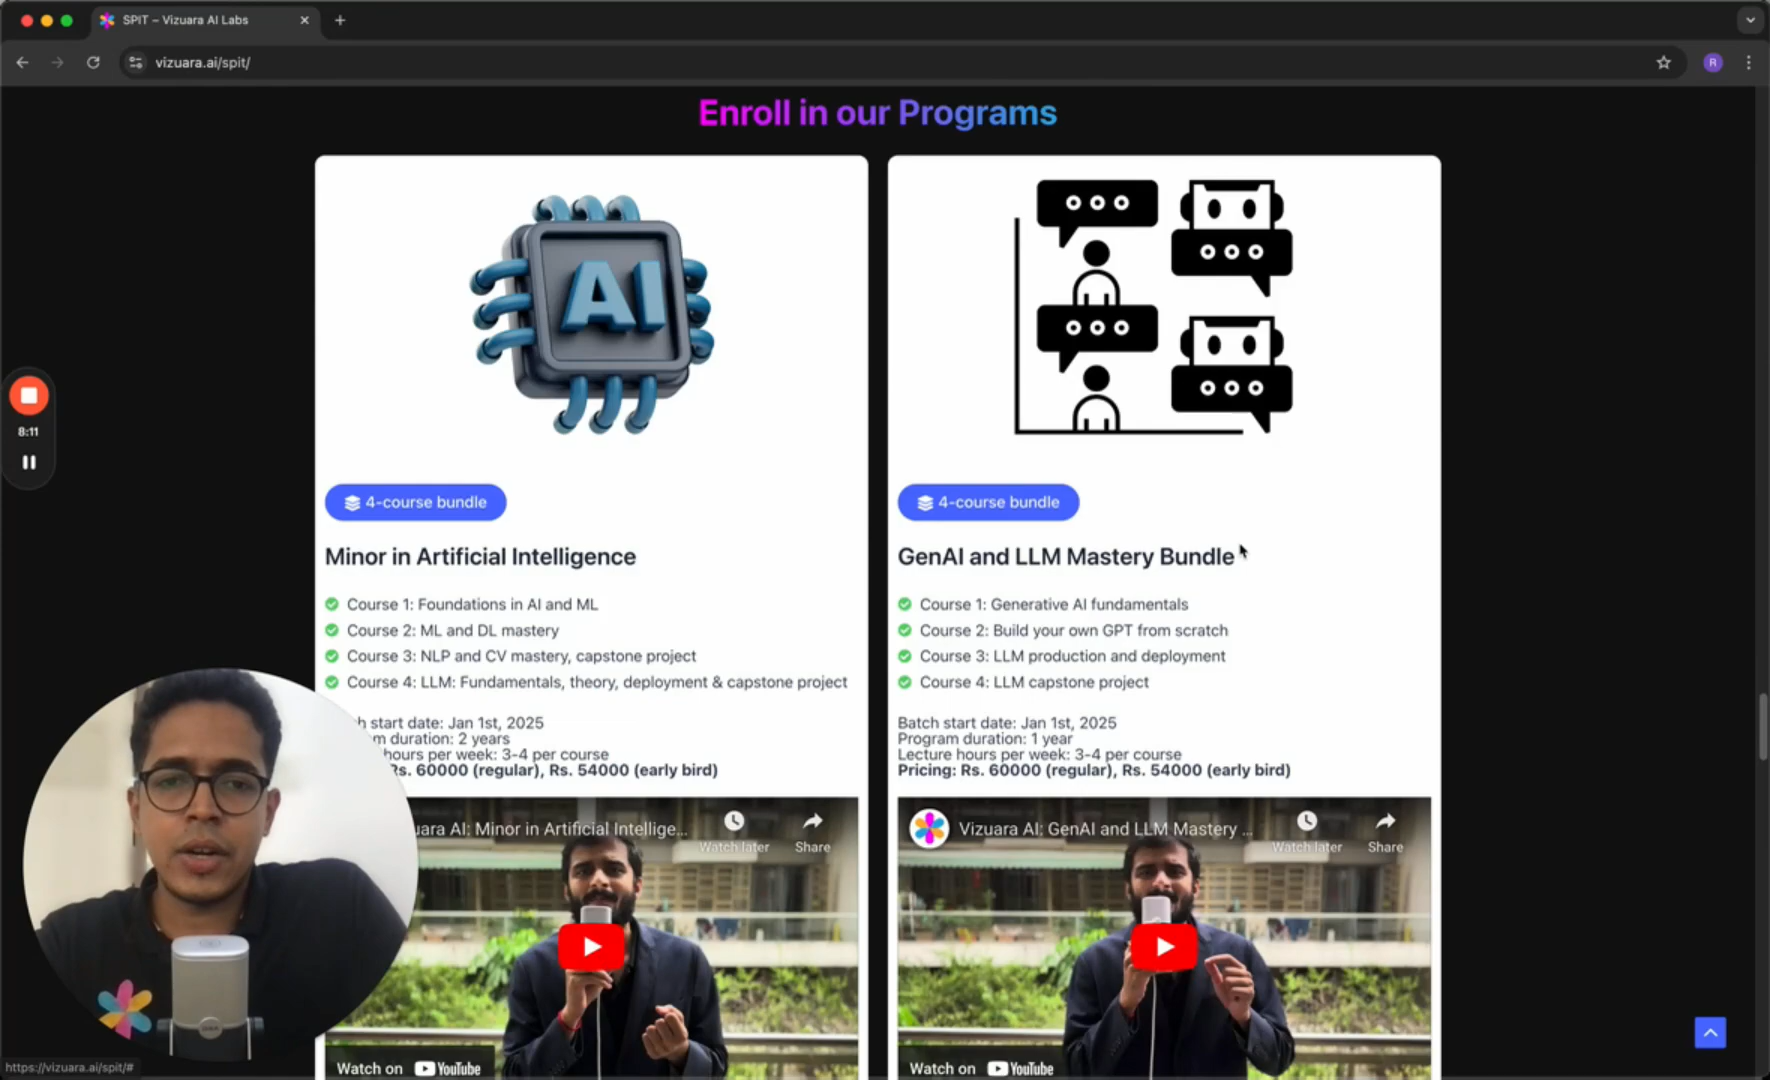 SPIT – Vizuara AI Labs
vizuara.ai/spit/
R
Enroll in our Programs
AI
4-course bundle
Minor in Artificial Intelligence
Course 1: Foundations in AI and ML
Course 2: ML and DL mastery
Course 3: NLP and CV mastery, capstone project
Course 4: LLM: Fundamentals, theory, deployment & capstone project
h start date: Jan 1st, 2025
m duration: 2 years
hours per week: 3-4 per course
Rs. 60000 (regular), Rs. 54000 (early bird)
uara AI: Minor in Artificial Intellige...
Watch later
Share
Watch on YouTube
4-course bundle
GenAI and LLM Mastery Bundle
Course 1: Generative AI fundamentals
Course 2: Build your own GPT from scratch
Course 3: LLM production and deployment
Course 4: LLM capstone project
Batch start date: Jan 1st, 2025
Program duration: 1 year
Lecture hours per week: 3-4 per course
Pricing: Rs. 60000 (regular), Rs. 54000 (early bird)
Vizuara AI: GenAI and LLM Mastery ...
Watch later
Share
Watch on YouTube
8:11
https://vizuara.ai/spit/#